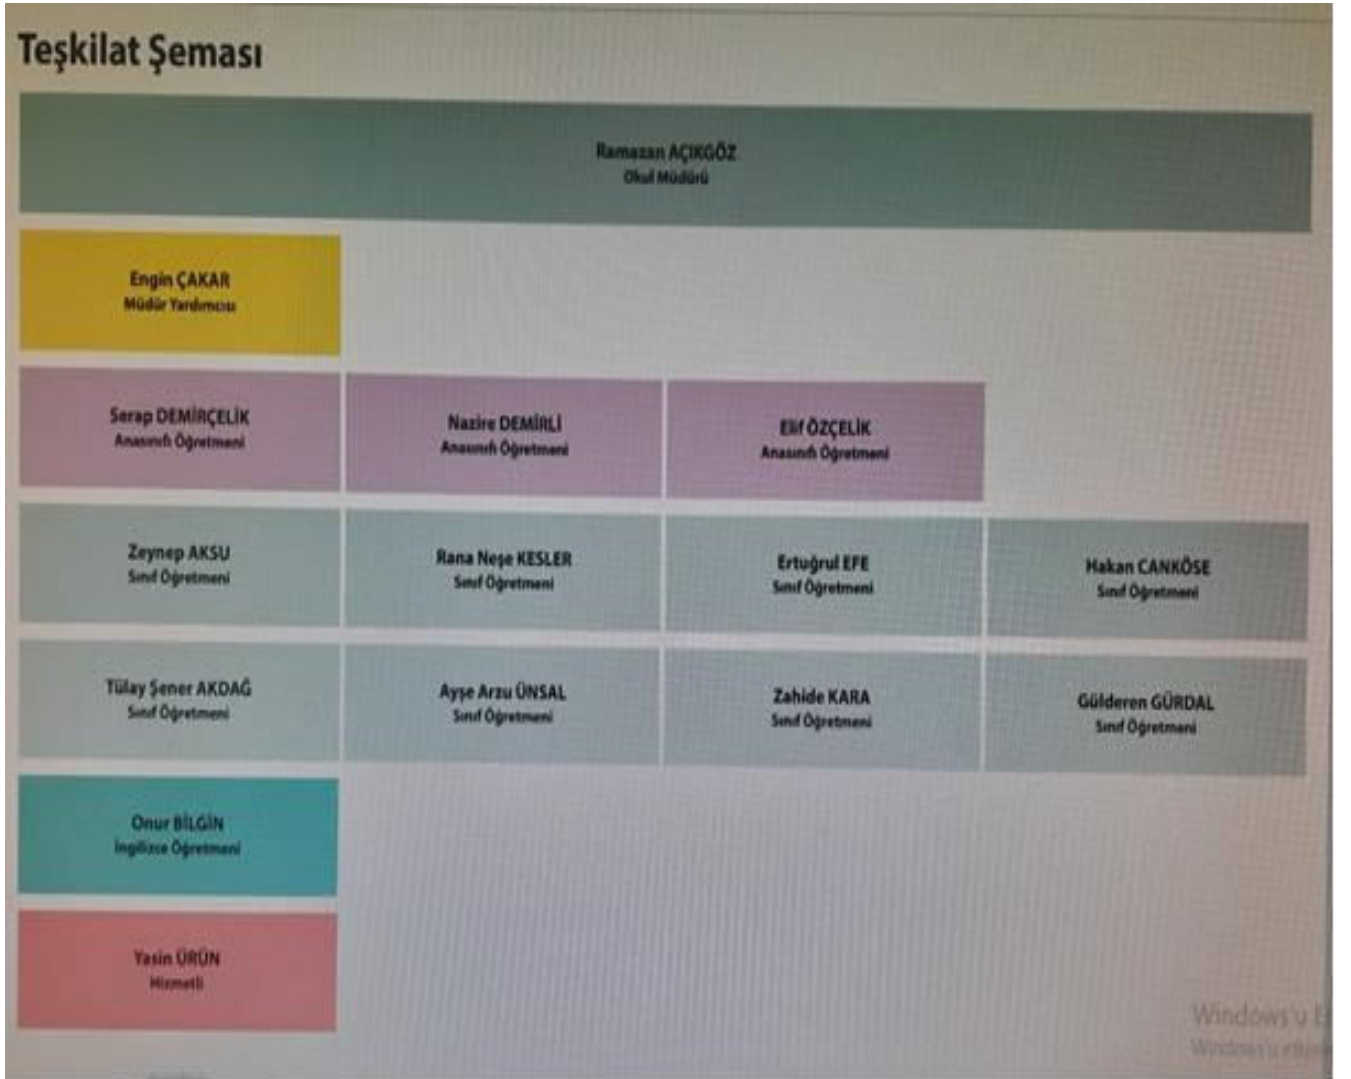 Teşkilat Şeması
Ramazan AÇIKGÖZ
Okul Müdürü
Engin ÇAKAR
Müdür Yardımcısı
Serap DEMİRÇELİK
Anasınıfı Öğretmeni
Nazire DEMİRLİ
Anasınıfı Öğretmeni
Elif ÖZÇELİK
Anasınıfı Öğretmeni
Zeynep AKSU
Sınıf Öğretmeni
Rana Neşe KESLER
Sınıf Öğretmeni
Ertuğrul EFE
Sınıf Öğretmeni
Hakan CANKÖSE
Sınıf Öğretmeni
Tülay Şener AKDAĞ
Sınıf Öğretmeni
Ayşe Arzu ÜNSAL
Sınıf Öğretmeni
Zahide KARA
Sınıf Öğretmeni
Gülderen GÜRDAL
Sınıf Öğretmeni
Onur BİLGİN
İngilizce Öğretmeni
Yasin ÜRÜN
Hizmetli
Windows'u
Windows'u